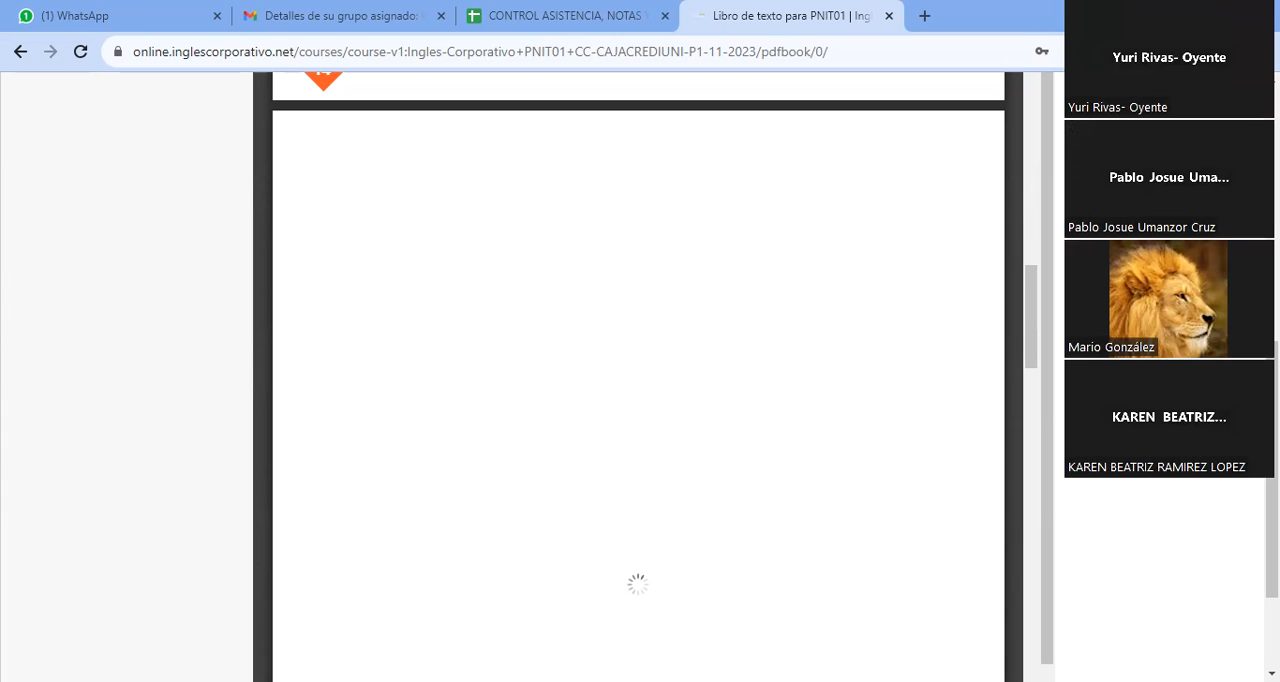 (1) WhatsApp
Detalles de su grupo asignado:
CONTROL ASISTENCIA, NOTAS Y
Libro de texto para PNIT01 | Ing
online.inglescorporativo.net/courses/course-v1:Ingles-Corporativo+PNIT01+CC-CAJACREDIUNI-P1-11-2023/pdfbook/0/
Yuri Rivas- Oyente
Yuri Rivas- Oyente
Pablo Josue Uma...
Pablo Josue Umanzor Cruz
Mario González
KAREN BEATRIZ...
KAREN BEATRIZ RAMIREZ LOPEZ